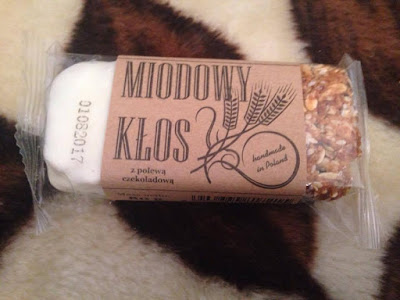 MIODOWY
KŁOS
z polewą
czekoladową
handmade
in Poland
01082017